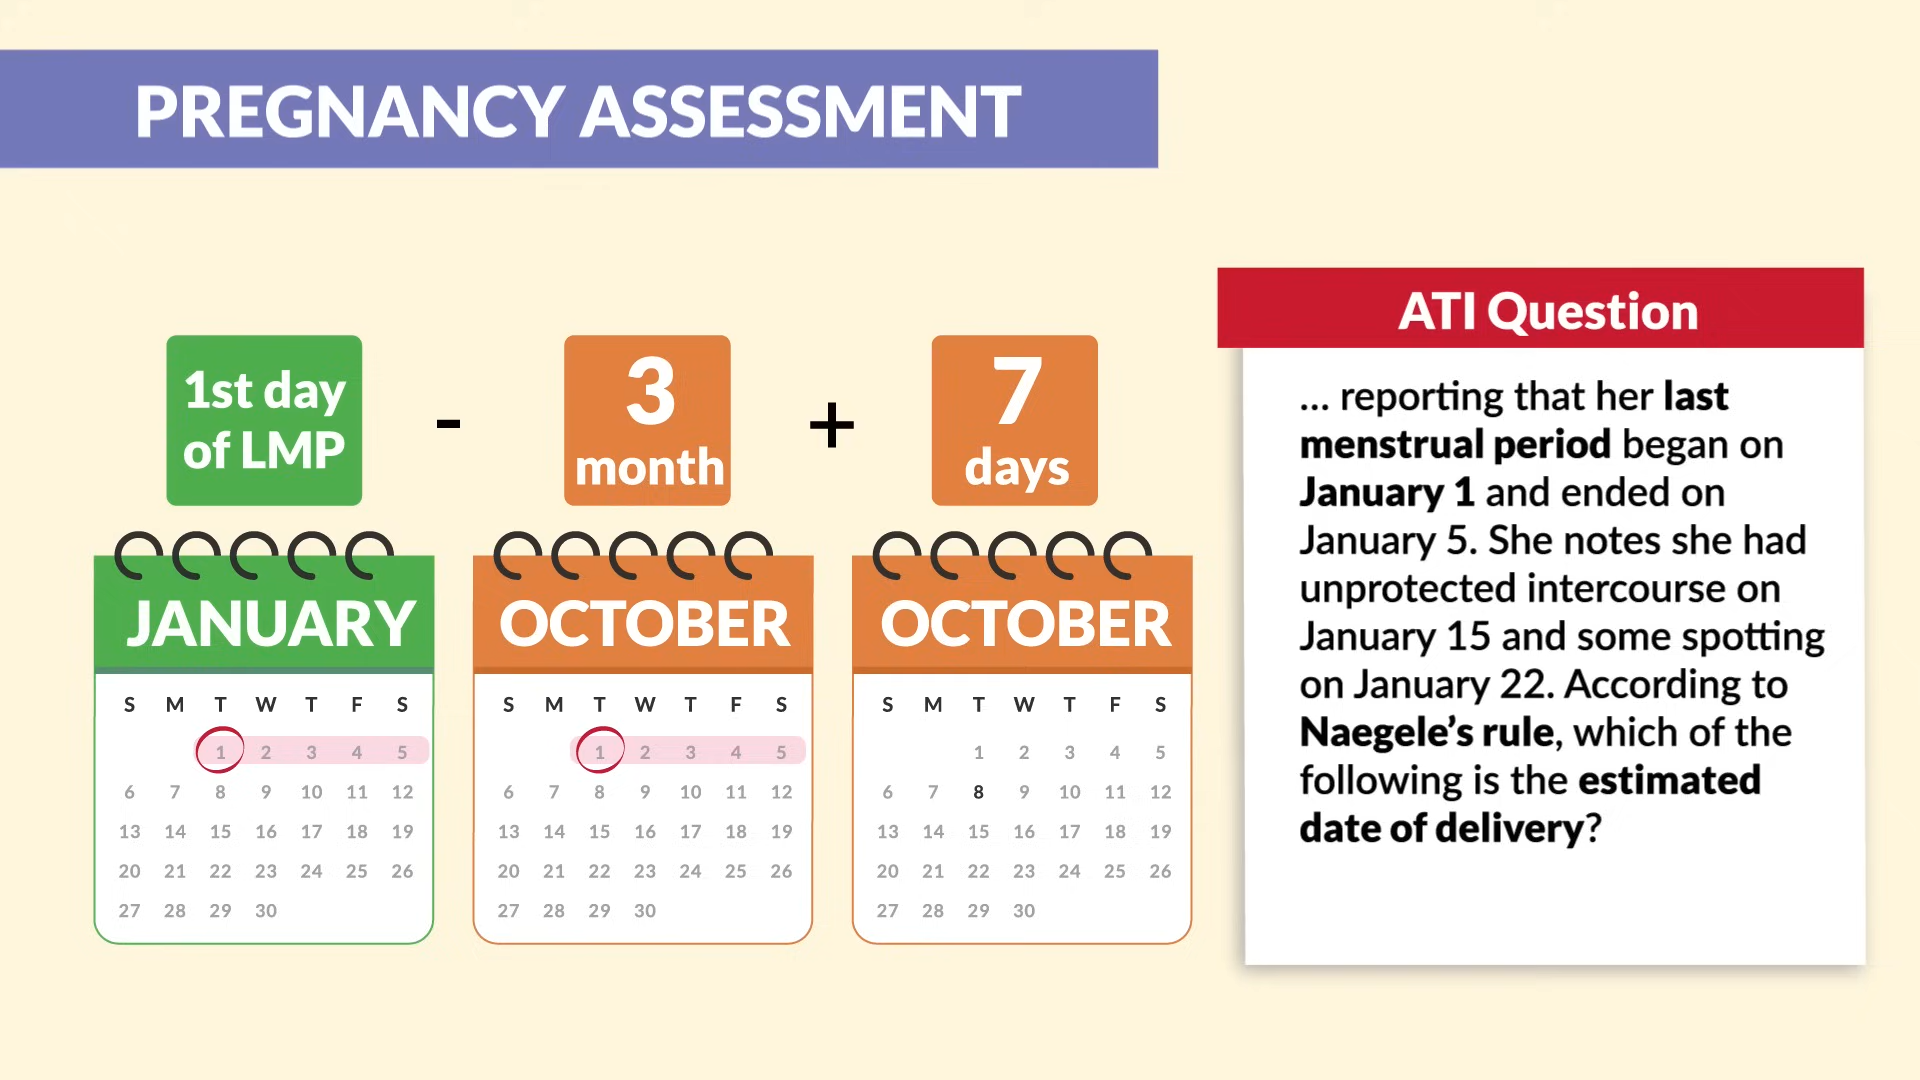 PREGNANCY ASSESSMENT
1st day
of LMP
-
3
month
+
7
days
JANUARY
S M T W T F S
1 2 3 4 5
6 7 8 9 10 11 12
13 14 15 16 17 18 19
20 21 22 23 24 25 26
27 28 29 30
OCTOBER
S M T W T F S
1 2 3 4 5
6 7 8 9 10 11 12
13 14 15 16 17 18 19
20 21 22 23 24 25 26
27 28 29 30
OCTOBER
S M T W T F S
1 2 3 4 5
6 7 8 9 10 11 12
13 14 15 16 17 18 19
20 21 22 23 24 25 26
27 28 29 30
ATI Question
... reporting that her last
menstrual period began on
January 1 and ended on
January 5. She notes she had
unprotected intercourse on
January 15 and some spotting
on January 22. According to
Naegele’s rule, which of the
following is the estimated
date of delivery?